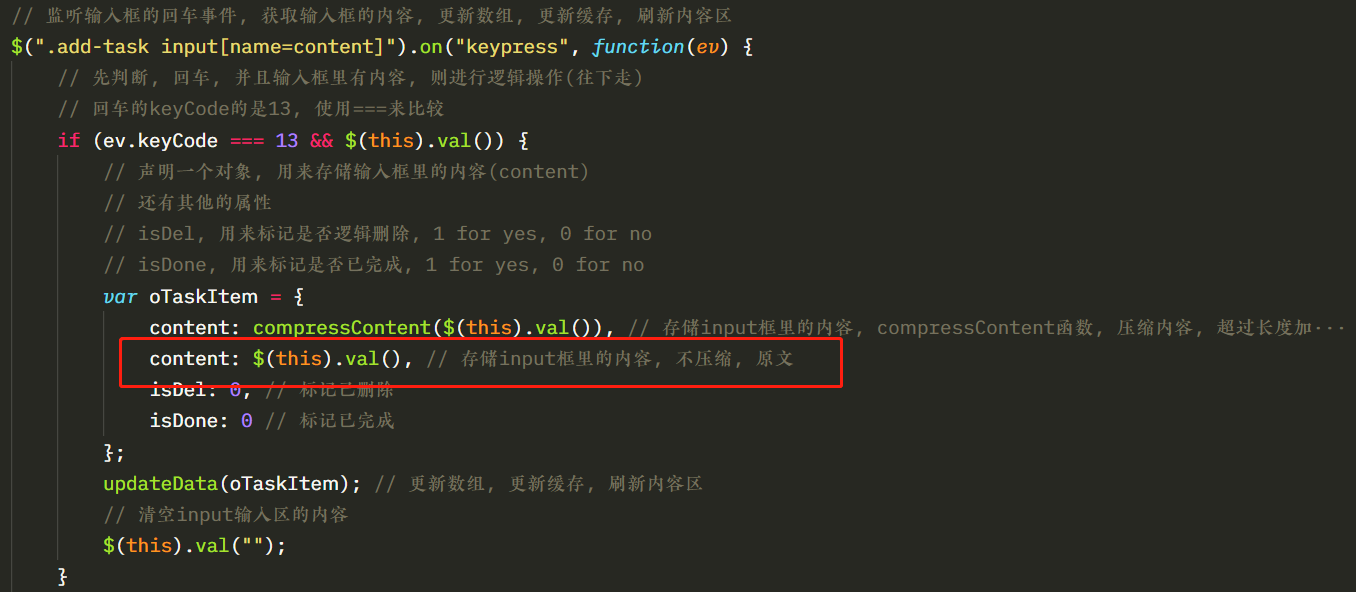 // 监听输入框的回车事件, 获取输入框的内容, 更新数组, 更新缓存, 刷新内容区
$(".add-task input[name=content]").on("keypress", function(ev) {
// 先判断, 回车, 并且输入框里有内容, 则进行逻辑操作(往下走)
// 回车的keyCode的是13, 使用===来比较
if (ev.keyCode === 13 && $(this).val()) {
// 声明一个对象, 用来存储输入框里的内容(content)
// 还有其他的属性
// isDel, 用来标记是否逻辑删除, 1 for yes, 0 for no
// isDone, 用来标记是否已完成, 1 for yes, 0 for no
var oTaskItem = {
content: compressContent($(this).val()), // 存储input框里的内容, compressContent函数, 压缩内容, 超过长度加···
content: $(this).val(), // 存储input框里的内容, 不压缩, 原文
isDel: 0, // 标记已删除
isDone: 0 // 标记已完成
};
updateData(oTaskItem); // 更新数组, 更新缓存, 刷新内容区
// 清空input输入区的内容
$(this).val("");
}